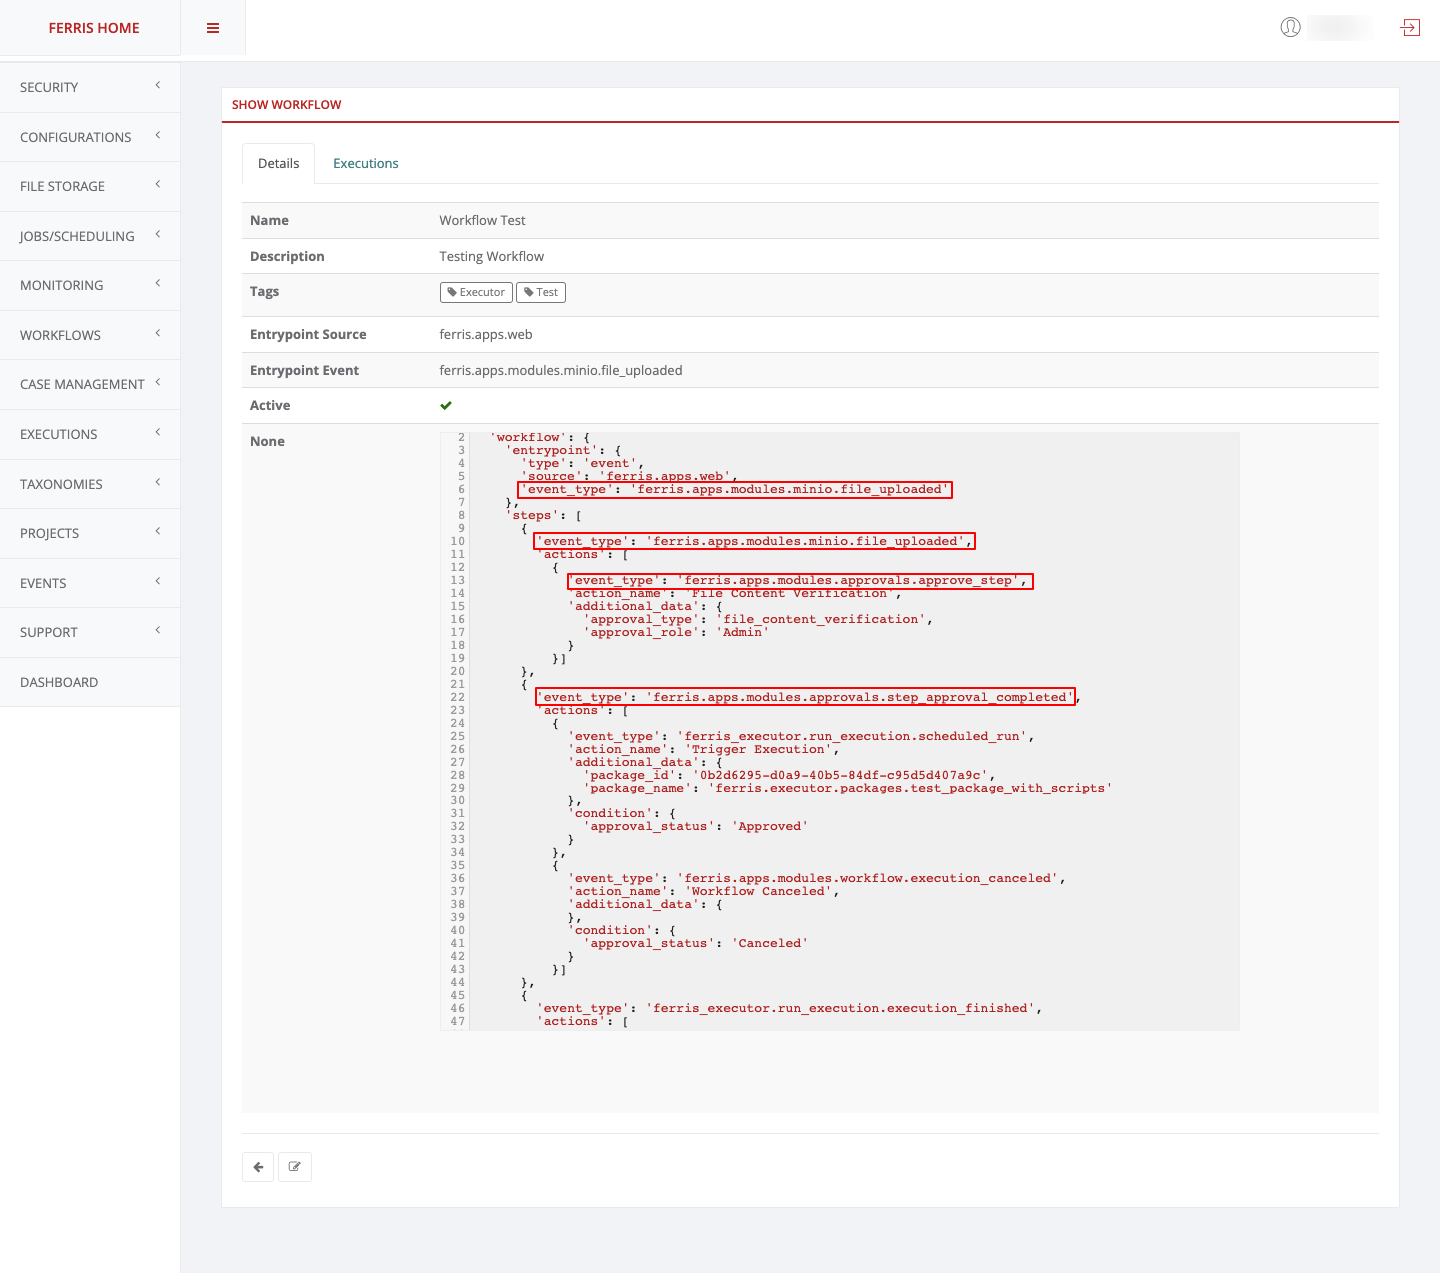 FERRIS HOME
SECURITY
CONFIGURATIONS
FILE STORAGE
JOBS/SCHEDULING
MONITORING
WORKFLOWS
CASE MANAGEMENT
EXECUTIONS
TAXONOMIES
PROJECTS
EVENTS
SUPPORT
DASHBOARD
SHOW WORKFLOW
Details Executions
Name Workflow Test
Description Testing Workflow
Tags Executor Test
Entrypoint Source ferris.apps.web
Entrypoint Event ferris.apps.modules.minio.file_uploaded
Active
None
2 'workflow': {
3 'entrypoint': {
4 'type': 'event',
5 'source': 'ferris.apps.web',
6 'event_type': 'ferris.apps.modules.minio.file_uploaded'
7 },
8 'steps': [
9 {
10 'event_type': 'ferris.apps.modules.minio.file_uploaded',
11 'actions': [
12 {
13 'event_type': 'ferris.apps.modules.approvals.approve_step',
14 'action_name': 'File Content Verification',
15 'additional_data': {
16 'approval_type': 'file_content_verification',
17 'approval_role': 'Admin'
18 }
19 }]
20 },
21 {
22 'event_type': 'ferris.apps.modules.approvals.step_approval_completed',
23 'actions': [
24 {
25 'event_type': 'ferris_executor.run_execution.scheduled_run',
26 'action_name': 'Trigger Execution',
27 'additional_data': {
28 'package_id': '0b2d6295-d0a9-40b5-84df-c95d5d407a9c',
29 'package_name': 'ferris.executor.packages.test_package_with_scripts'
30 },
31 'condition': {
32 'approval_status': 'Approved'
33 }
34 },
35 {
36 'event_type': 'ferris.apps.modules.workflow.execution_canceled',
37 'action_name': 'Workflow Canceled',
38 'additional_data': {
39 },
40 'condition': {
41 'approval_status': 'Canceled'
42 }
43 }]
44 },
45 {
46 'event_type': 'ferris_executor.run_execution.execution_finished',
47 'actions': [